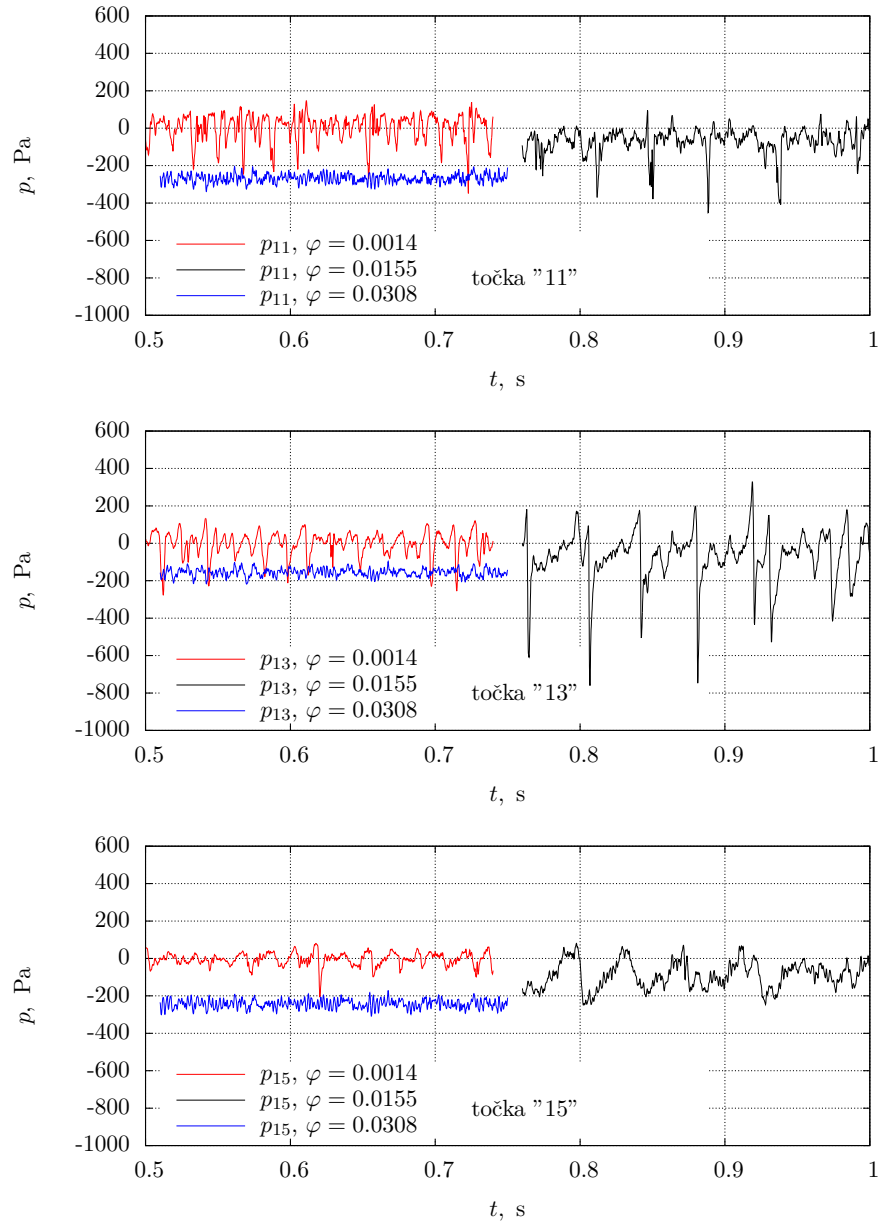 600
400
200
0
-200
-400
-600
-800
-1000
p, Pa
p₁₁, φ = 0.0014
p₁₁, φ = 0.0155
p₁₁, φ = 0.0308
točka "11"
0.5 0.6 0.7 0.8 0.9 1
t, s
600
400
200
0
-200
-400
-600
-800
-1000
p, Pa
p₁₃, φ = 0.0014
p₁₃, φ = 0.0155
p₁₃, φ = 0.0308
točka "13"
0.5 0.6 0.7 0.8 0.9 1
t, s
600
400
200
0
-200
-400
-600
-800
-1000
p, Pa
p₁₅, φ = 0.0014
p₁₅, φ = 0.0155
p₁₅, φ = 0.0308
točka "15"
0.5 0.6 0.7 0.8 0.9 1
t, s